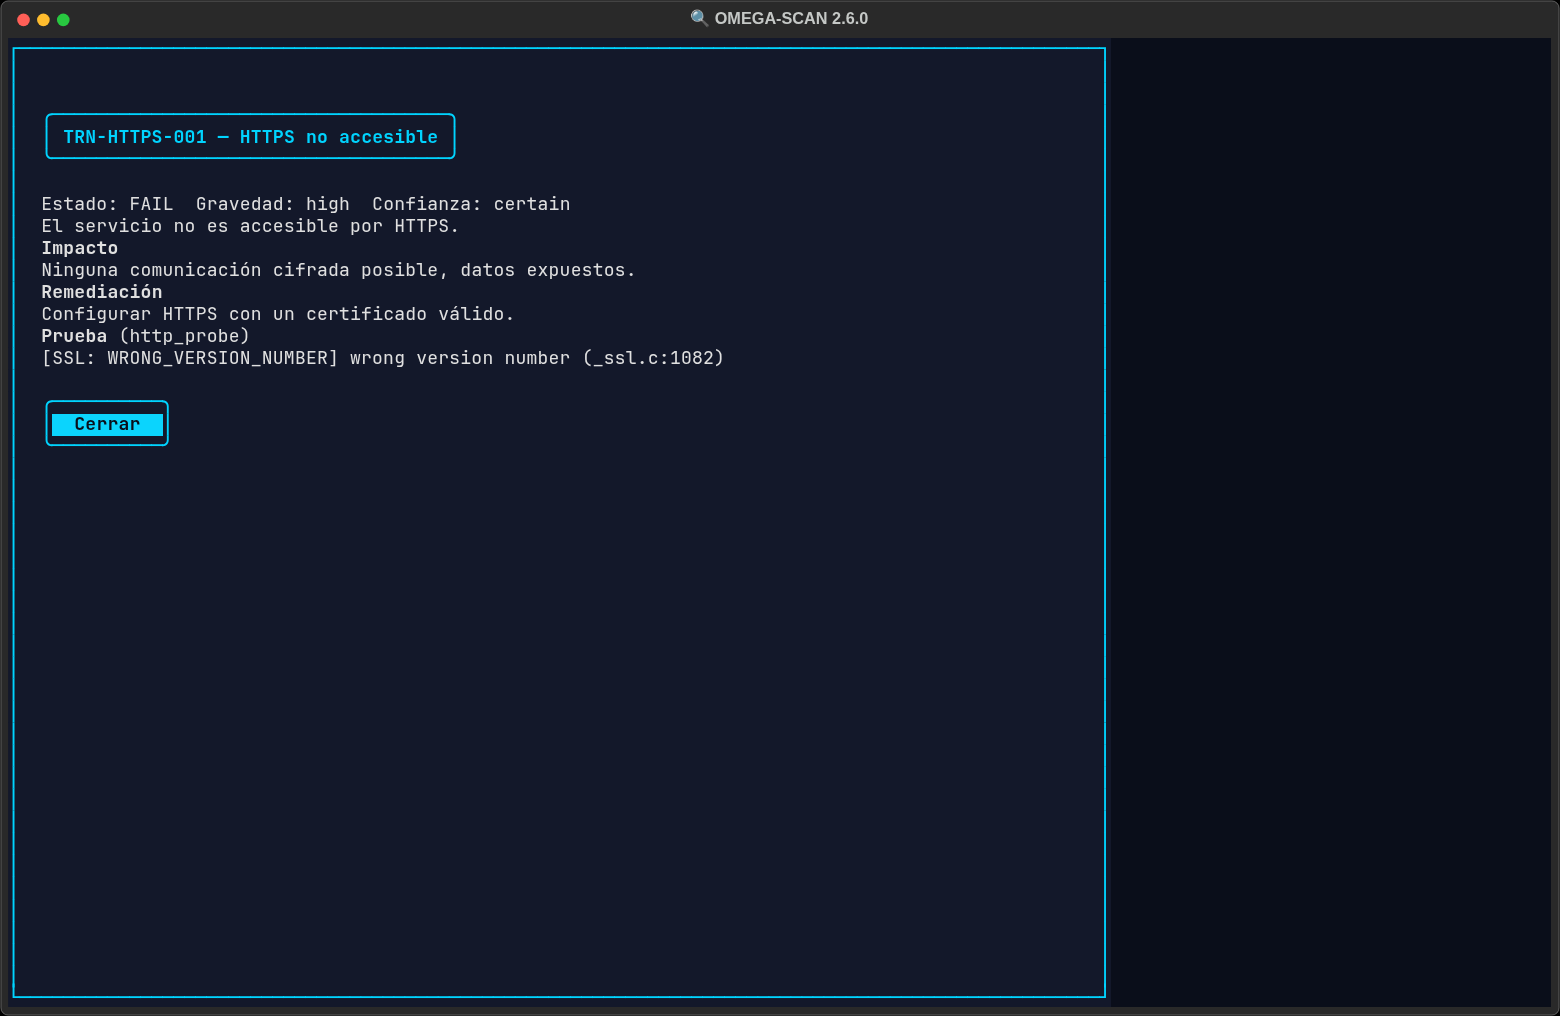 🔍 OMEGA-SCAN 2.6.0
TRN-HTTPS-001 — HTTPS no accesible
Estado: FAIL  Gravedad: high  Confianza: certain
El servicio no es accesible por HTTPS.
Impacto
Ninguna comunicación cifrada posible, datos expuestos.
Remediación
Configurar HTTPS con un certificado válido.
Prueba (http_probe)
[SSL: WRONG_VERSION_NUMBER] wrong version number (_ssl.c:1082)
Cerrar